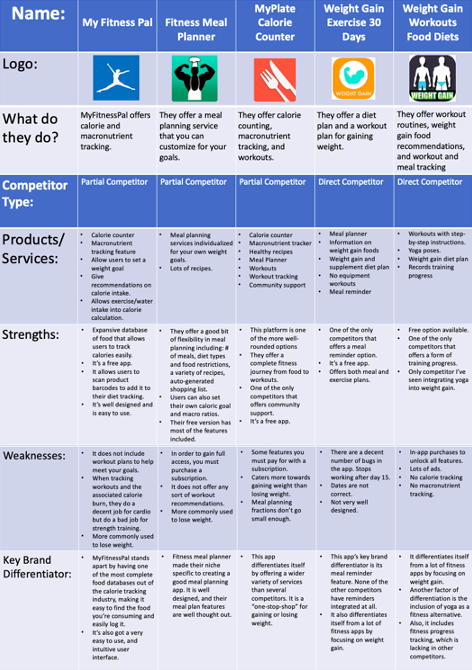 Name:
My Fitness Pal
Fitness Meal
Planner
MyPlate
Calorie
Counter
Weight Gain
Exercise 30
Days
Weight Gain
Workouts
Food Diets
Logo:
WEIGHT GAIN
WEIGHT GAIN
What do
they do?
MyFitnessPal offers
calorie and
macronutrient
tracking.
They offer a meal
planning service
that you can
customize for your
goals.
They offer calorie
counting,
macronutrient
tracking, and
workouts.
They offer a diet
plan and a workout
plan for gaining
weight.
They offer workout
routines, weight
gain food
recommendations,
and workout and
meal tracking
Competitor
Type:
Partial Competitor
Partial Competitor
Partial Competitor
Direct Competitor
Direct Competitor
Products/
Services:
• Calorie counter
• Macronutrient
tracking feature
• Allow users to set a
weight goal
• Give
recommendations on
calorie intake.
• Allows exercise/water
intake into calorie
calculation.
• Meal planning
services individualized
for your own weight
goals.
• Lots of recipes.
• Calorie counter
• Macronutrient tracker
• Healthy recipes
• Meal Planner
• Workouts
• Workout tracking
• Community support
• Meal planner
• Information on
weight gain foods
• Weight gain and
supplement diet plan
• No equipment
workouts
• Meal reminder
• Workouts with step-
by-step instructions.
• Yoga poses.
• Weight gain diet plan
• Records training
progress
Strengths:
• Expansive database
of food that allows
users to track
calories easily.
• It's a free app.
• It allows users to
scan product
barcodes to add it to
their diet tracking.
• It's well designed and
is easy to use.
• They offer a good bit
of flexibility in meal
planning including: #
of meals, diet types
and food restrictions,
a variety of recipes,
auto-generated
shopping list.
• Users can also set
their own caloric goal
and macro ratios.
• Their free version has
most of the features
included.
• This platform is one
of the more well-
rounded options
• They offer a
complete fitness
journey from food to
workouts.
• One of the only
competitors that
offers community
support.
• It's a free app.
• One of the only
competitors that
offers a meal
reminder option.
• It's a free app.
• Offers both meal and
exercise plans.
• Free option available.
• One of the only
competitors that
offers a form of
training progress.
• Only competitor I've
seen integrating yoga
into weight gain.
Weaknesses:
• It does not include
workout plans to help
meet your goals.
• When tracking
workouts and the
associated calorie
burn, they do a
decent job for cardio
but do a bad job for
strength training.
• More commonly used
to lose weight.
• In order to gain full
access, you must
purchase a
subscription.
• It does not offer any
sort of workout
recommendations.
• More commonly used
to lose weight.
• Some features you
must pay for with a
subscription.
• Caters more towards
gaining weight than
losing weight.
• Meal planning
fractions don't go
small enough.
• There are a decent
number of bugs in
the app. Stops
working after day 15.
• Dates are not
correct.
• Not very well
designed.
• In-app purchases to
unlock all features.
• Lots of ads.
• No calorie tracking
• No macronutrient
tracking.
Key Brand
Differentiator:
• MyFitnessPal stands
apart by having one
of the most complete
food databases out of
the calorie tracking
industry, making it
easy to find the food
you're consuming and
easily log it.
• It's also got a very
easy to use, and
intuitive user
interface.
• Fitness meal planner
made their niche
specific to creating a
good meal planning
app. It is well
designed, and their
meal plan features are
well thought out.
• This app
differentiates itself
by offering a wider
variety of services
than several
competitors. It is a
"one-stop-shop" for
gaining or losing
weight.
• This app's key brand
differentiator is its
meal reminder
feature. None of the
other competitors
have reminders
integrated at all.
• It also differentiates
itself from a lot of
fitness apps by
focusing on weight
gain.
• It differentiates itself
from a lot of fitness
apps by focusing on
weight gain.
• Another factor of
differentiation is the
inclusion of yoga as a
fitness alternative.
• Also, it includes
fitness progress
tracking, which is
lacking in other
competitors.